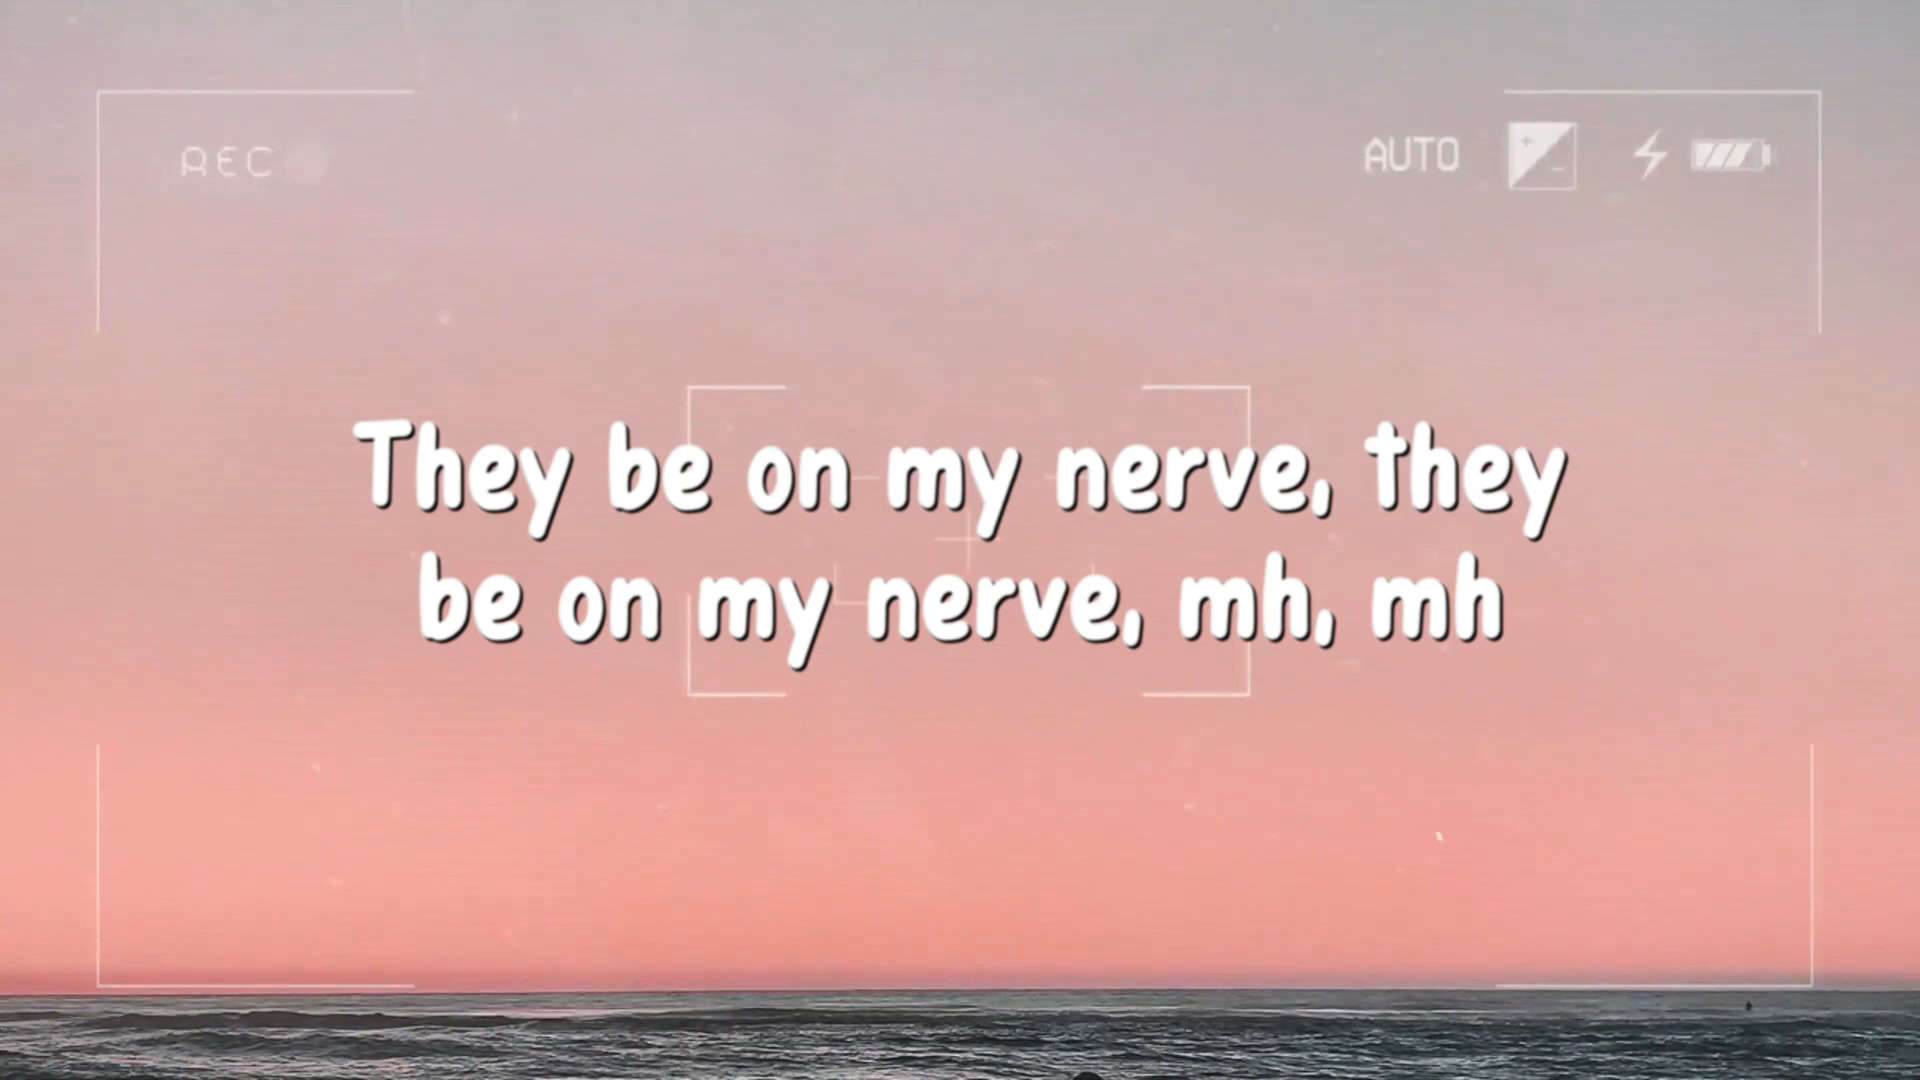 REC
AUTO
They be on my nerve, they
be on my nerve, mh, mh